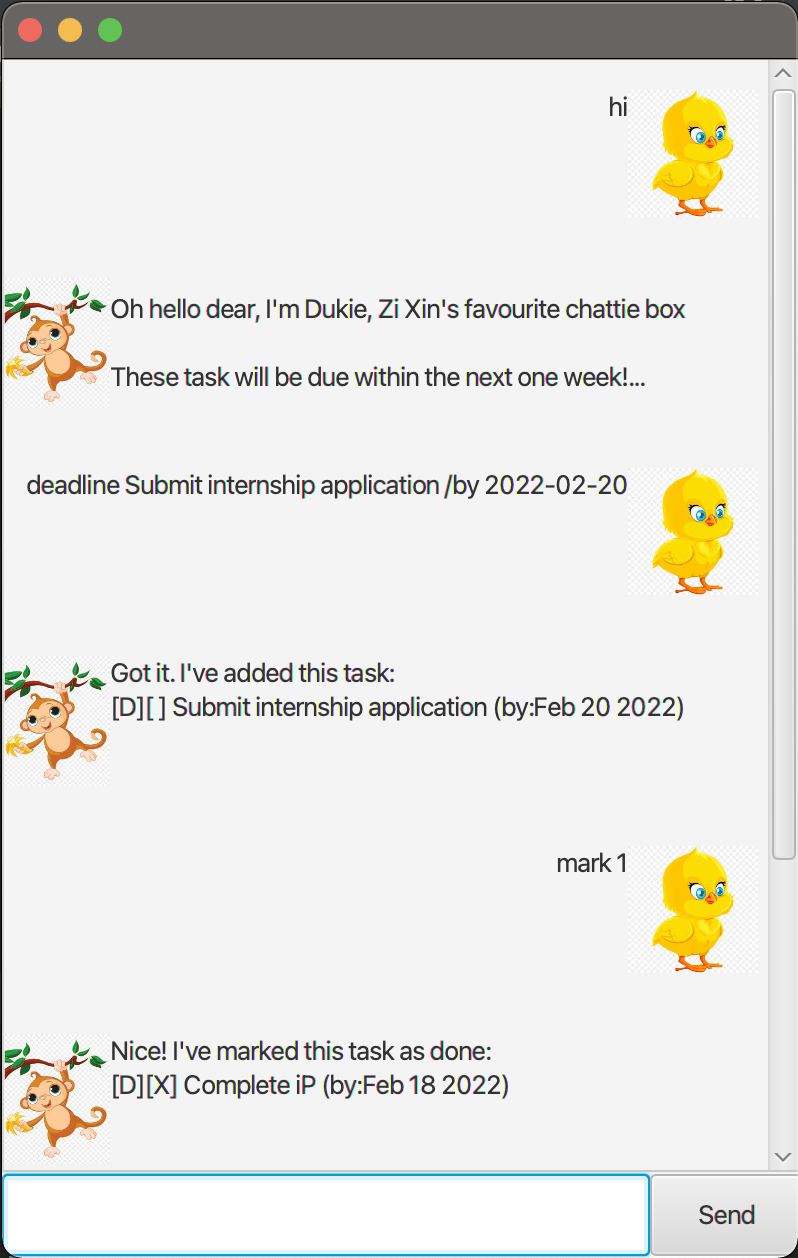 hi
Oh hello dear, I'm Dukie, Zi Xin's favourite chattie box
These task will be due within the next one week!...
deadline Submit internship application /by 2022-02-20
Got it. I've added this task:
[D][ ] Submit internship application (by:Feb 20 2022)
mark 1
Nice! I've marked this task as done:
[D][X] Complete iP (by:Feb 18 2022)
Send